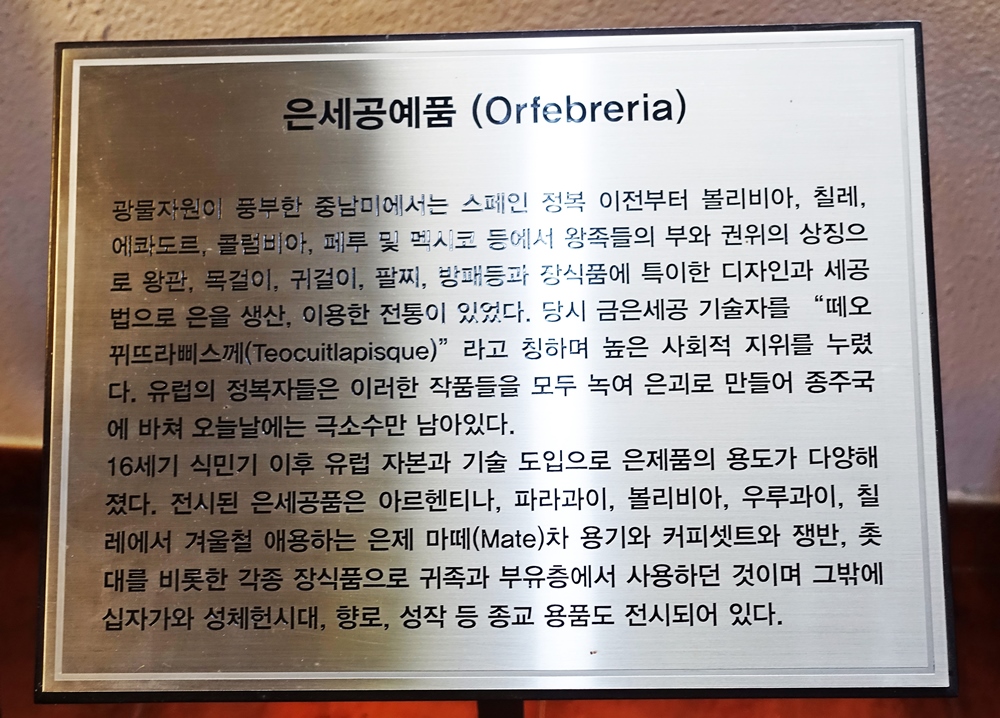 은세공예품 (Orfebreria)
광물자원이 풍부한 중남미에서는 스페인 정복 이전부터 볼리비아, 칠레,
에콰도르, 콜럼비아, 페루 및 멕시코 등에서 왕족들의 부와 권위의 상징으
로 왕관, 목걸이, 귀걸이, 팔찌, 방패등과 장식품에 특이한 디자인과 세공
법으로 은을 생산, 이용한 전통이 있었다. 당시 금은세공 기술자를 “떼오
뀌뜨라삐스께(Teocuitlapisque)” 라고 칭하며 높은 사회적 지위를 누렸
다. 유럽의 정복자들은 이러한 작품들을 모두 녹여 은괴로 만들어 종주국
에 바쳐 오늘날에는 극소수만 남아있다.
16세기 식민기 이후 유럽 자본과 기술 도입으로 은제품의 용도가 다양해
졌다. 전시된 은세공품은 아르헨티나, 파라과이, 볼리비아, 우루과이, 칠
레에서 겨울철 애용하는 은제 마떼(Mate)차 용기와 커피셋트와 쟁반, 촛
대를 비롯한 각종 장식품으로 귀족과 부유층에서 사용하던 것이며 그밖에
십자가와 성체현시대, 향로, 성작 등 종교 용품도 전시되어 있다.